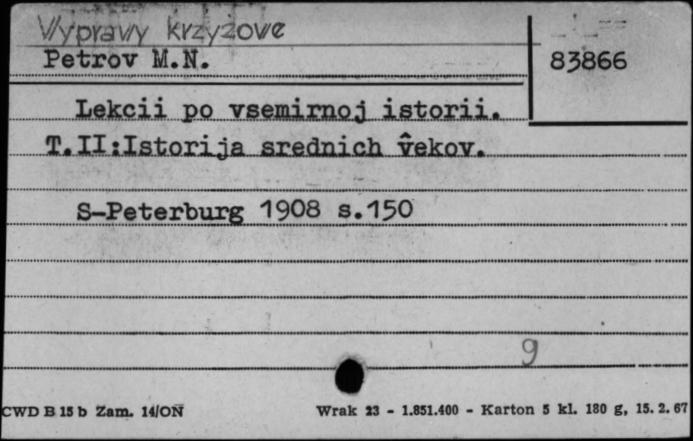 Wyprawy krzyżowe
Petrov M.N.
83866
Lekcii po vsemirnoj istorii.
T.II:Istorija srednich v̂ekov.
S-Peterburg 1908 s.150
9
CWD B 15 b Zam. 14/ON Wrak 23 - 1.851.400 - Karton 5 kl. 180 g, 15.2.67